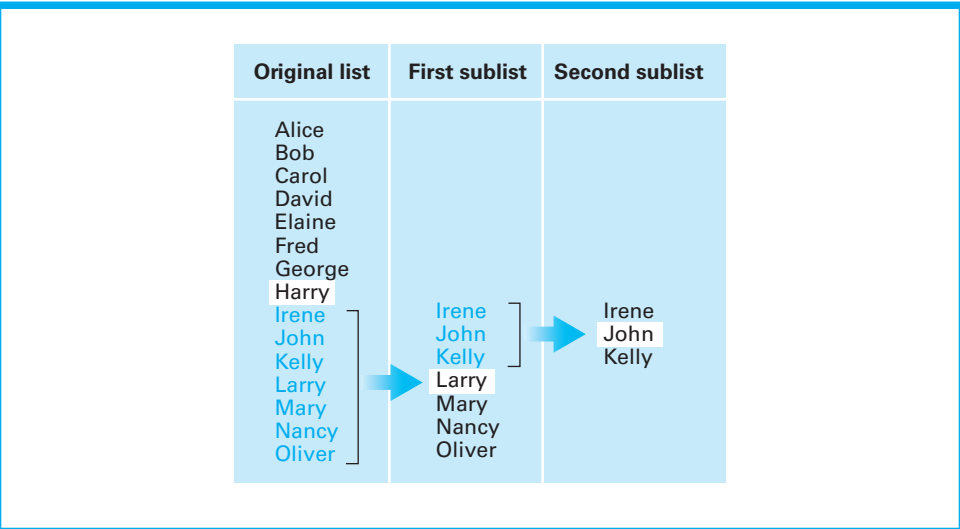 Original list
First sublist
Second sublist
Alice
Bob
Carol
David
Elaine
Fred
George
Harry
Irene
John
Kelly
Larry
Mary
Nancy
Oliver
Irene
John
Kelly
Larry
Mary
Nancy
Oliver
Irene
John
Kelly